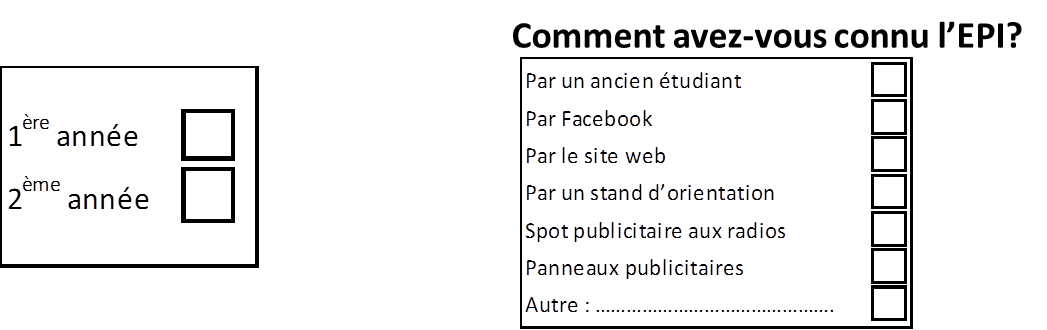 1ère année
2ème année
Comment avez-vous connu l’EPI?
Par un ancien étudiant
Par Facebook
Par le site web
Par un stand d’orientation
Spot publicitaire aux radios
Panneaux publicitaires
Autre : ..............................................